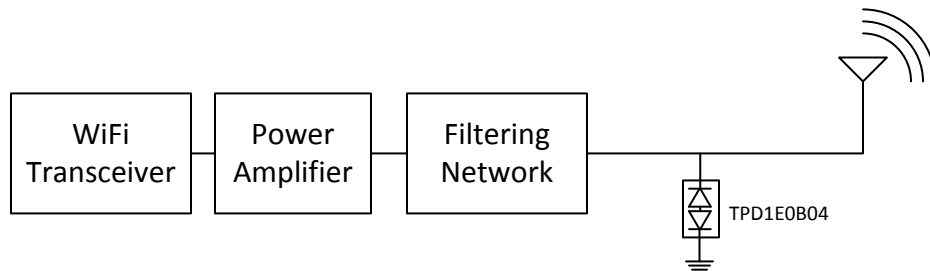 WiFi
Transceiver
Power
Amplifier
Filtering
Network
TPD1E0B04